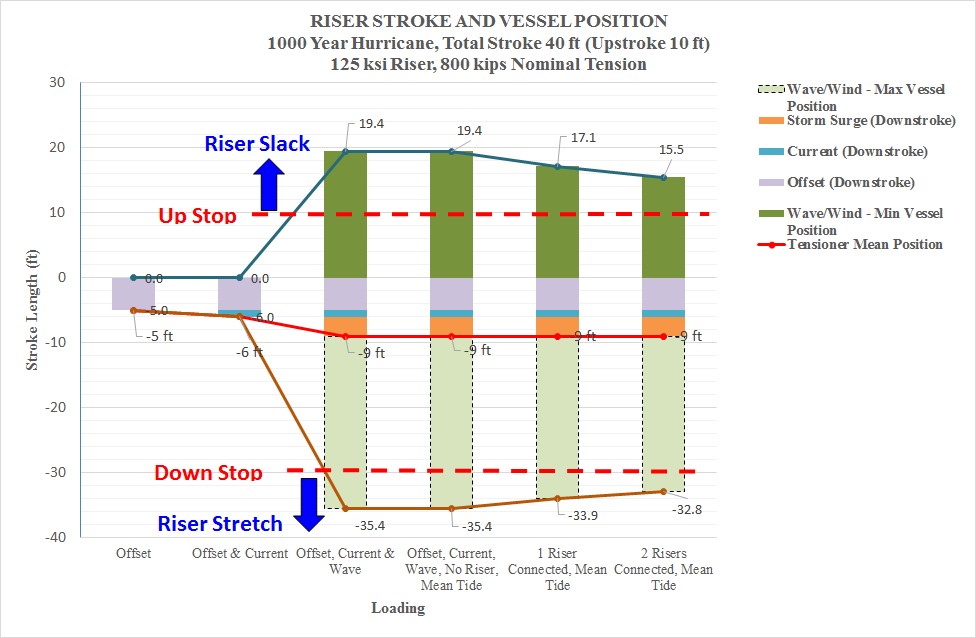 RISER STROKE AND VESSEL POSITION
1000 Year Hurricane, Total Stroke 40 ft (Upstroke 10 ft)
125 ksi Riser, 800 kips Nominal Tension
30
20
10
0
-10
-20
-30
-40
Stroke Length (ft)
Riser Slack
Up Stop
Down Stop
Riser Stretch
19.4
19.4
17.1
15.5
0.0
0.0
-5.0
-6.0
-5 ft
-6 ft
-9 ft
-9 ft
-9 ft
-9 ft
-35.4
-35.4
-33.9
-32.8
Offset
Offset & Current
Offset, Current &
Wave
Offset, Current,
Wave, No Riser,
Mean Tide
1 Riser
Connected, Mean
Tide
2 Risers
Connected, Mean
Tide
Loading
Wave/Wind - Max Vessel
Position
Storm Surge (Downstroke)
Current (Downstroke)
Offset (Downstroke)
Wave/Wind - Min Vessel
Position
Tensioner Mean Position